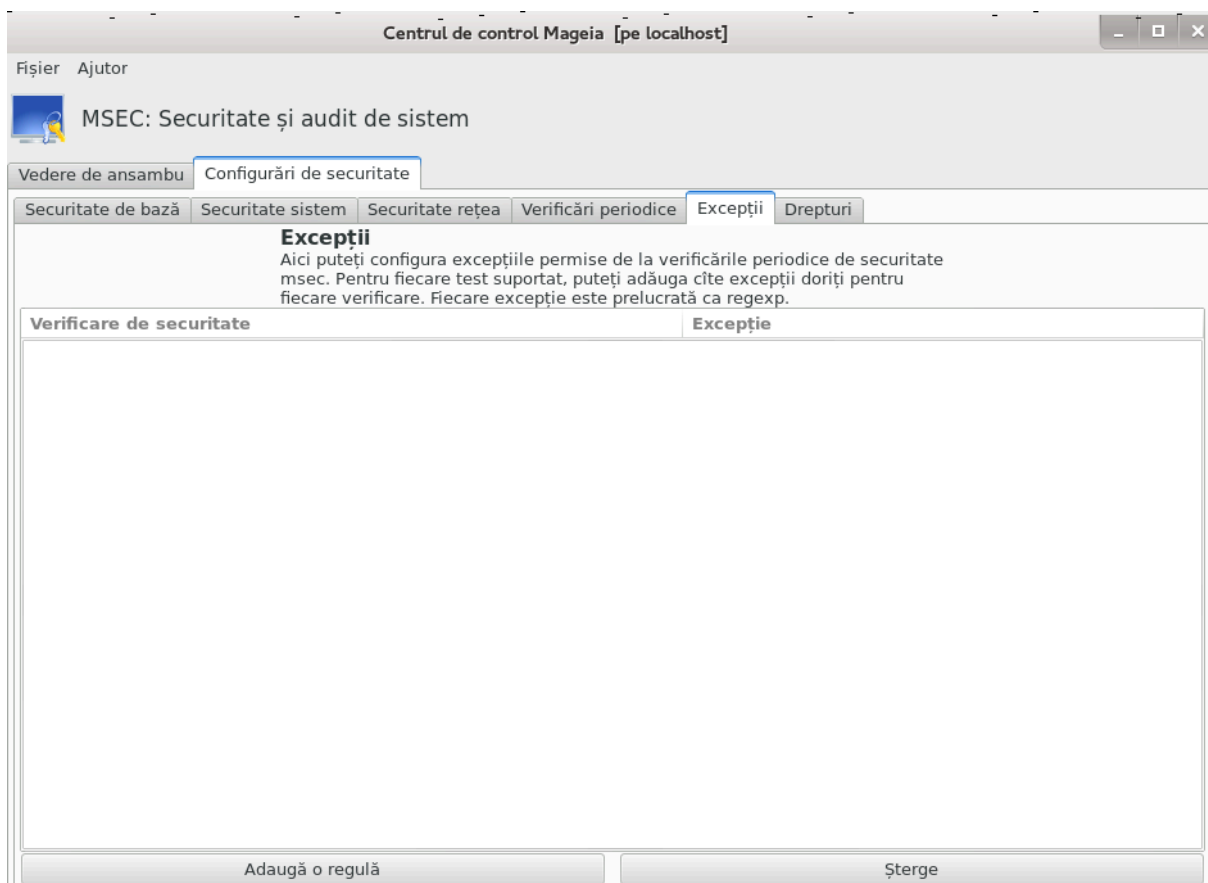 Centrul de control Mageia [pe localhost]
Fișier Ajutor
MSEC: Securitate și audit de sistem
Vedere de ansambu Configurări de securitate
Securitate de bază Securitate sistem Securitate rețea Verificări periodice Excepții Drepturi
Excepții
Aici puteți configura excepțiile permise de la verificările periodice de securitate
msec. Pentru fiecare test suportat, puteți adăuga cîte excepții doriți pentru
fiecare verificare. Fiecare excepție este prelucrată ca regexp.
Verificare de securitate Excepție
Adaugă o regulă Șterge